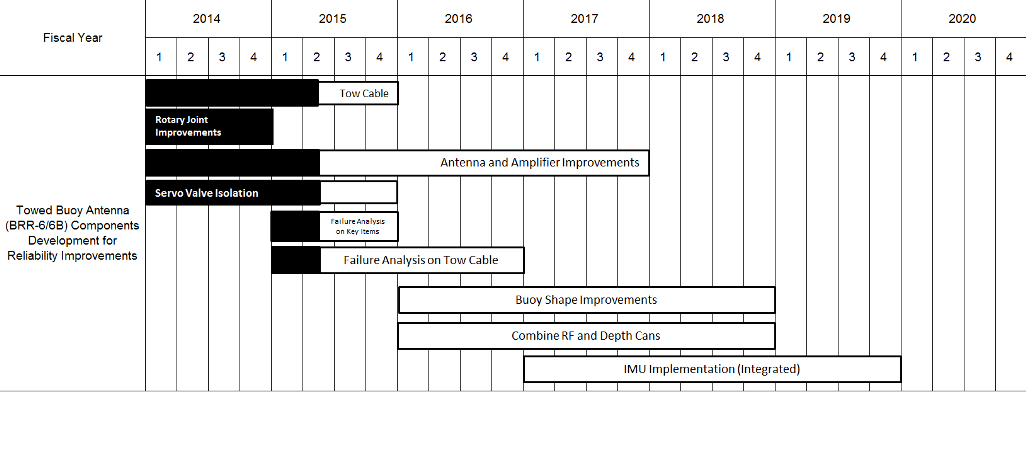 Fiscal Year
2014 2015 2016 2017 2018 2019 2020
1 2 3 4 1 2 3 4 1 2 3 4 1 2 3 4 1 2 3 4 1 2 3 4 1 2 3 4
Towed Buoy Antenna
(BRR-6/6B) Components
Development for
Reliability Improvements
Tow Cable
Rotary Joint
Improvements
Antenna and Amplifier Improvements
Servo Valve Isolation
Failure Analysis
on Key Items
Failure Analysis on Tow Cable
Buoy Shape Improvements
Combine RF and Depth Cans
IMU Implementation (Integrated)